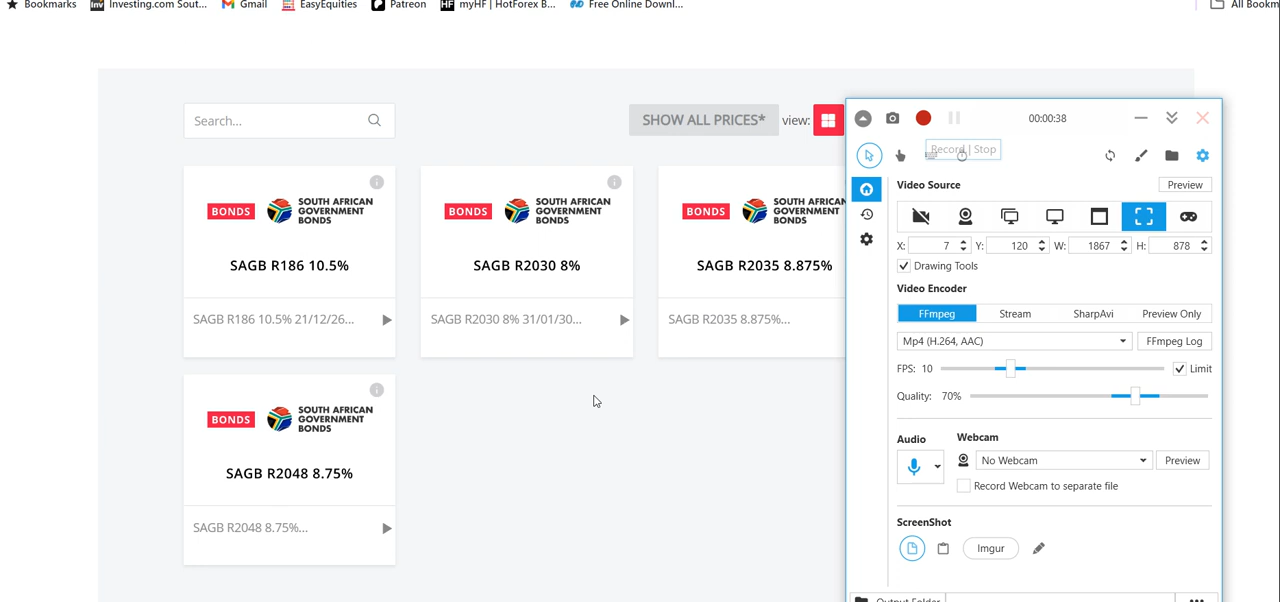 Bookmarks Inv Investing.com Sout... Gmail EasyEquities Patreon HF myHF | HotForex B... Free Online Downl... All Bookm
Search... SHOW ALL PRICES* view:
BONDS SOUTH AFRICAN
GOVERNMENT
BONDS
SAGB R186 10.5%
SAGB R186 10.5% 21/12/26...
BONDS SOUTH AFRICAN
GOVERNMENT
BONDS
SAGB R2030 8%
SAGB R2030 8% 31/01/30...
BONDS SOUTH AFRICA
GOVERNMENT
BONDS
SAGB R2035 8.875%
SAGB R2035 8.875%...
BONDS SOUTH AFRICAN
GOVERNMENT
BONDS
SAGB R2048 8.75%
SAGB R2048 8.75%...
00:00:38
Record | Stop
Video Source Preview
X: 7 Y: 120 W: 1867 H: 878
Drawing Tools
Video Encoder
FFmpeg Stream SharpAvi Preview Only
Mp4 (H.264, AAC) FFmpeg Log
FPS: 10 Limit
Quality: 70%
Audio Webcam
No Webcam Preview
Record Webcam to separate file
ScreenShot
Imgur
Output Folder